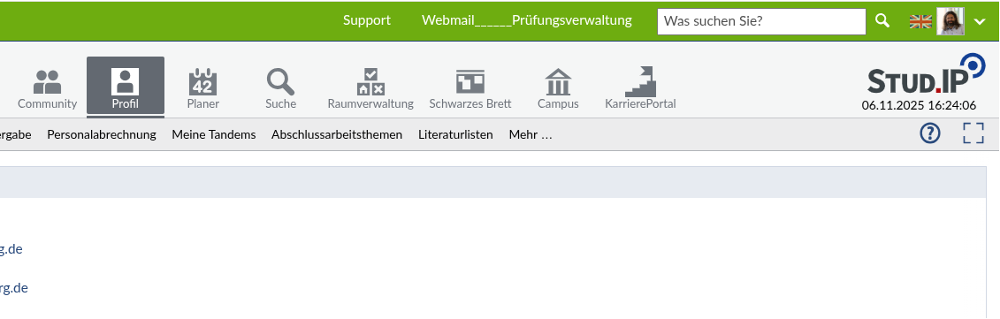 Support Webmail______Prüfungsverwaltung Was suchen Sie?
42
Community Profil Planer Suche Raumverwaltung Schwarzes Brett Campus KarrierePortal
STUD.IP
06.11.2025 16:24:06
ergabe Personalabrechnung Meine Tandems Abschlussarbeitsthemen Literaturlisten Mehr …
g.de
rg.de